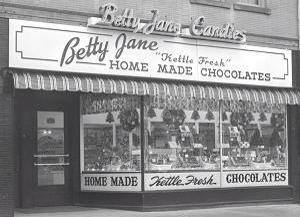 Betty Jane Candies
Betty Jane
"Kettle Fresh"
HOME MADE CHOCOLATES
HOME MADE
Kettle Fresh
CHOCOLATES